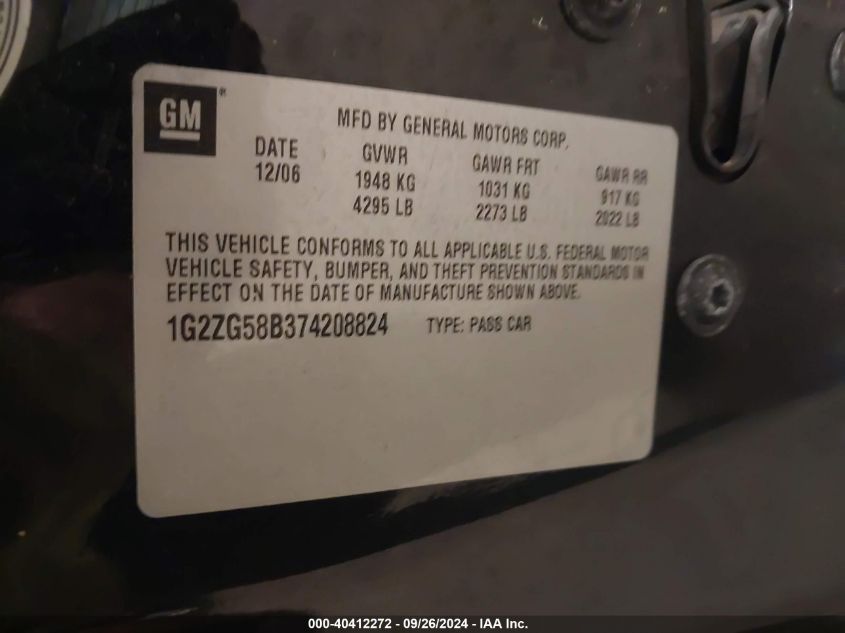 GM®
MFD BY GENERAL MOTORS CORP.
DATE GVWR GAWR FRT GAWR RR
12/06 1948 KG 1031 KG 917 KG
4295 LB 2273 LB 2022 LB
THIS VEHICLE CONFORMS TO ALL APPLICABLE U.S. FEDERAL MOTOR
VEHICLE SAFETY, BUMPER, AND THEFT PREVENTION STANDARDS IN
EFFECT ON THE DATE OF MANUFACTURE SHOWN ABOVE.
1G2ZG58B374208824 TYPE: PASS CAR
000-40412272 - 09/26/2024 - IAA Inc.